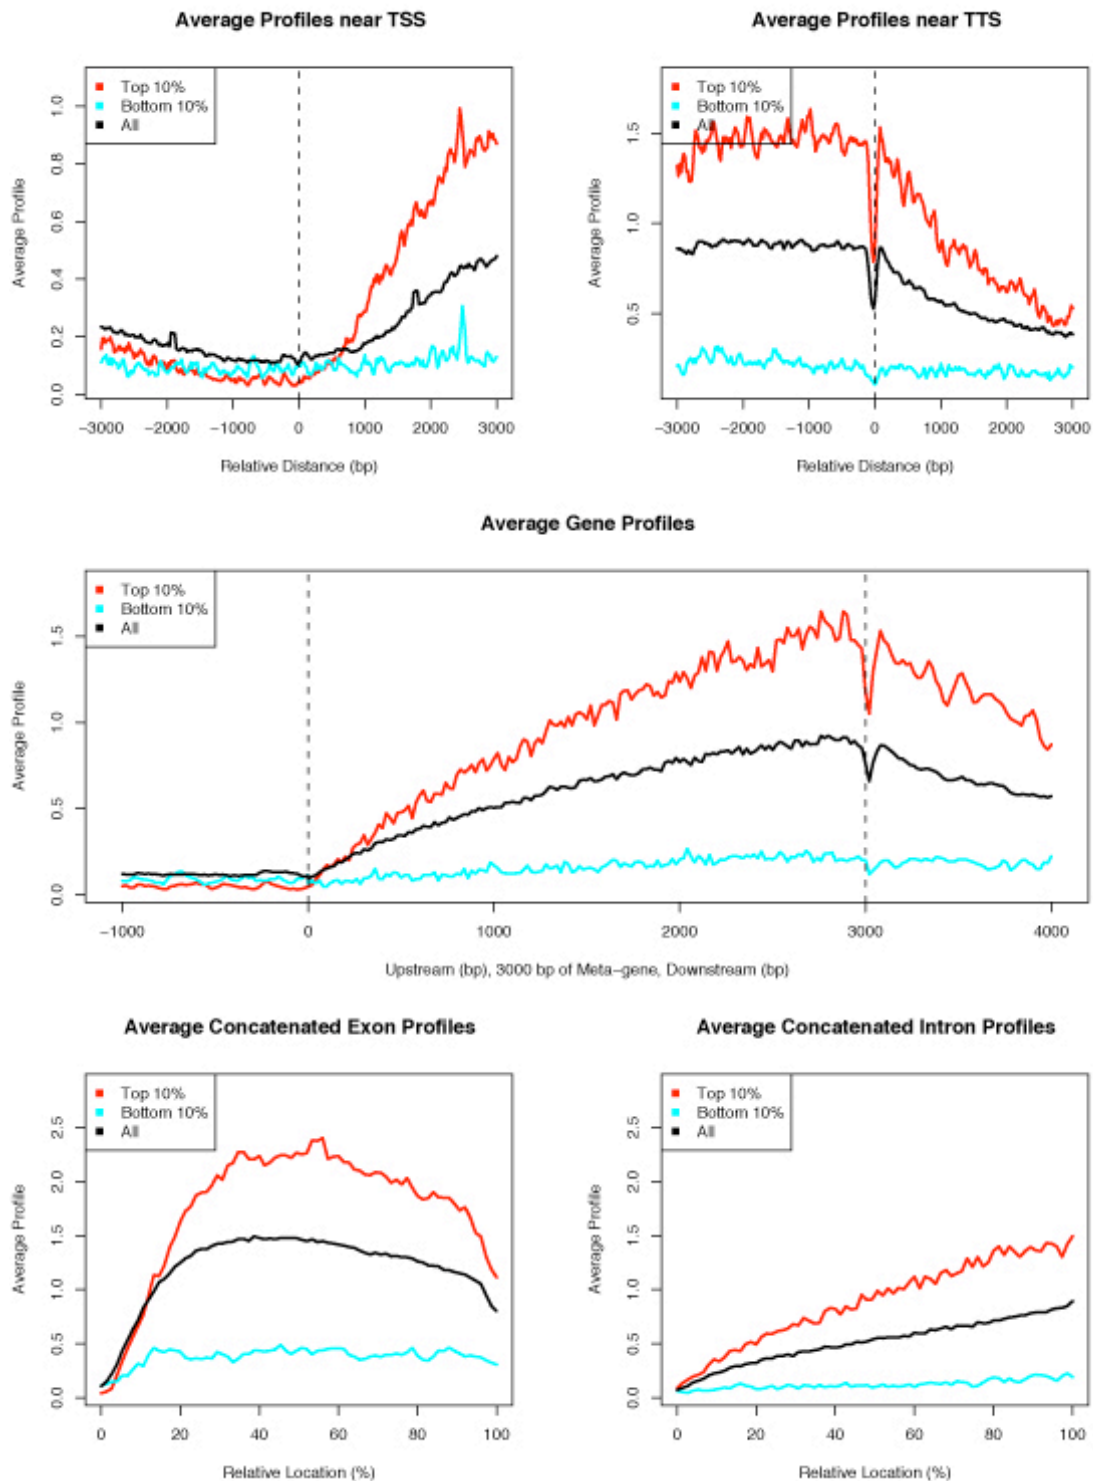 Average Profiles near TSS
Top 10%
Bottom 10%
All
Average Profile
0.0 0.2 0.4 0.6 0.8 1.0
−3000 −2000 −1000 0 1000 2000 3000
Relative Distance (bp)
Average Profiles near TTS
Top 10%
Bottom 10%
All
Average Profile
0.5 1.0 1.5
−3000 −2000 −1000 0 1000 2000 3000
Relative Distance (bp)
Average Gene Profiles
Top 10%
Bottom 10%
All
Average Profile
0.0 0.5 1.0 1.5
−1000 0 1000 2000 3000 4000
Upstream (bp), 3000 bp of Meta−gene, Downstream (bp)
Average Concatenated Exon Profiles
Top 10%
Bottom 10%
All
Average Profile
0.0 0.5 1.0 1.5 2.0 2.5
0 20 40 60 80 100
Relative Location (%)
Average Concatenated Intron Profiles
Top 10%
Bottom 10%
All
Average Profile
0.0 0.5 1.0 1.5 2.0 2.5
0 20 40 60 80 100
Relative Location (%)